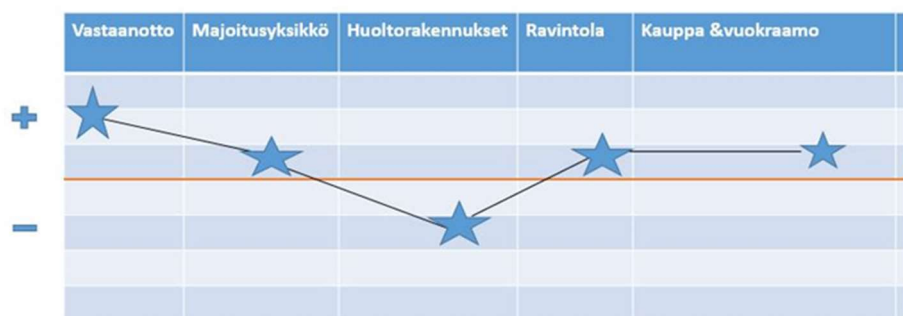 Vastaanotto
Majoitusyksikkö
Huoltorakennukset
Ravintola
Kauppa &vuokraamo
+
−